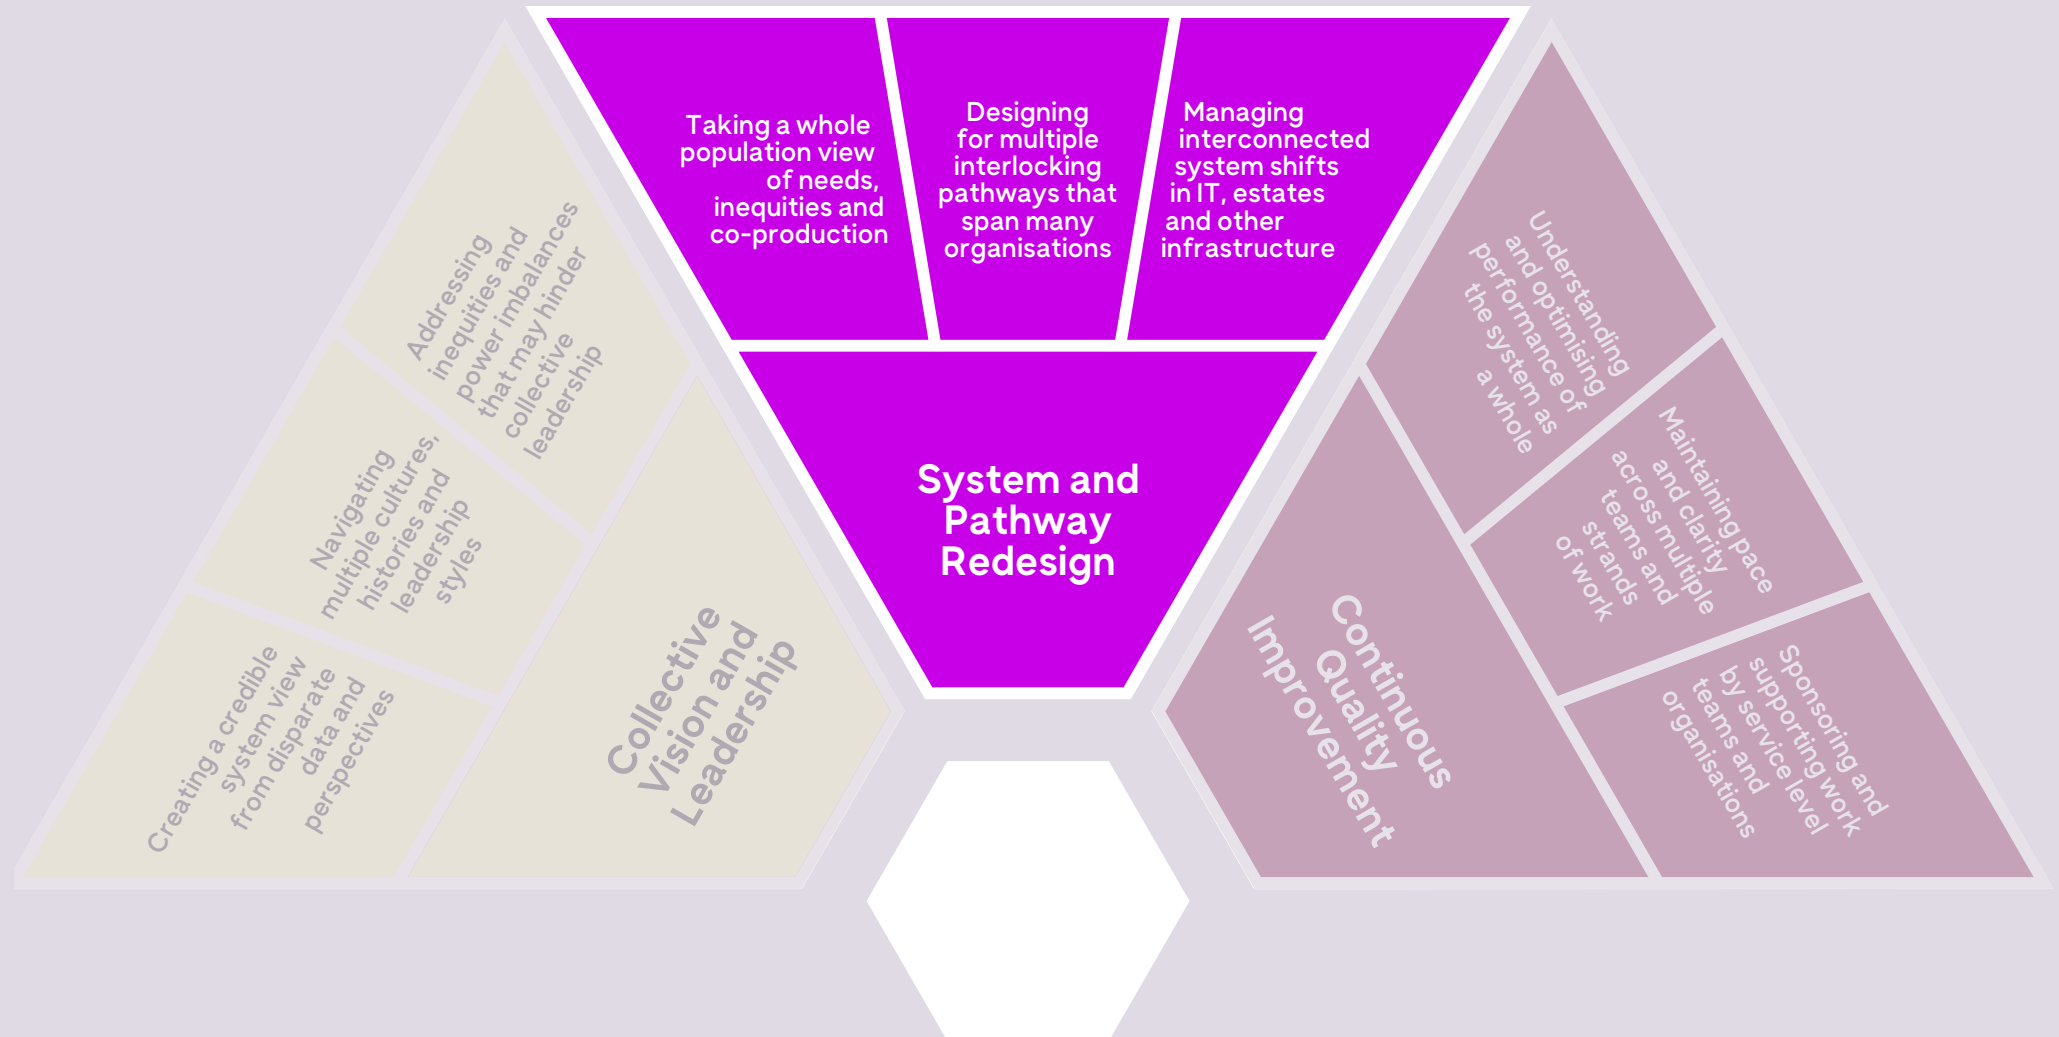 Taking a whole
population view
of needs,
inequities and
co-production
Designing
for multiple
interlocking
pathways that
span many
organisations
Managing
interconnected
system shifts
in IT, estates
and other
infrastructure
System and
Pathway
Redesign
Addressing
inequities and
power imbalances
that may hinder
collective
leadership
Navigating
multiple cultures,
histories and
leadership
styles
Creating a credible
system view
from disparate
data and
perspectives
Collective
Vision and
Leadership
Understanding
and optimising
performance of
the system as
a whole
Maintaining pace
and clarity
across multiple
teams and
strands
of work
Sponsoring and
supporting work
by service level
teams and
organisations
Continuous
Quality
Improvement